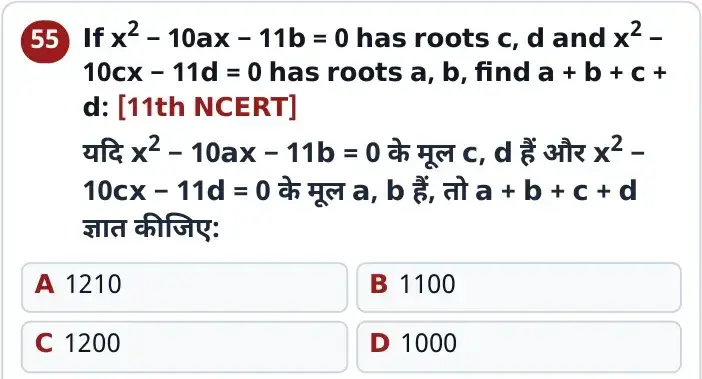 55 If x² – 10ax – 11b = 0 has roots c, d and x² –
10cx – 11d = 0 has roots a, b, find a + b + c +
d: [11th NCERT]
यदि x² – 10ax – 11b = 0 के मूल c, d हैं और x² –
10cx – 11d = 0 के मूल a, b हैं, तो a + b + c + d
ज्ञात कीजिए:
A 1210
B 1100
C 1200
D 1000